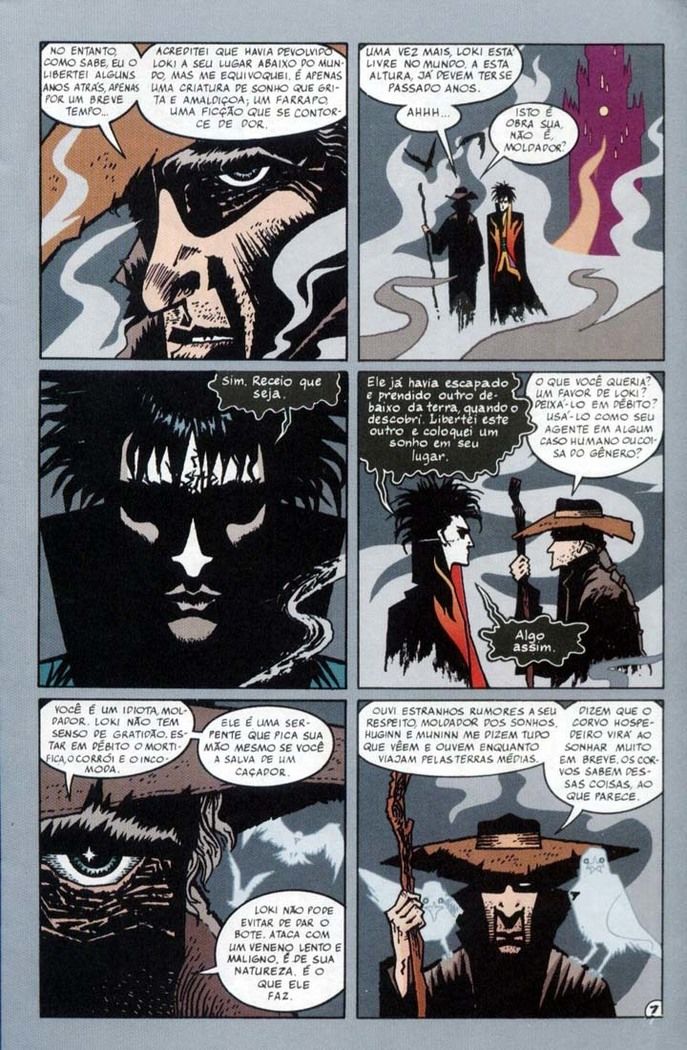 NO ENTANTO,
COMO SABE, EU O
LIBERTEI ALGUNS
ANOS ATRÁS, APENAS
POR UM BREVE
TEMPO...
ACREDITEI QUE HAVIA DEVOLVIDO
LOKI A SEU LUGAR ABAIXO DO MUN-
DO, MAS ME EQUIVOQUEI. É APENAS
UMA CRIATURA DE SONHO QUE GRI-
TA E AMALDIÇOA; UM FARRAPO,
UMA FICÇÃO QUE SE CONTOR-
CE DE DOR.
UMA VEZ MAIS, LOKI ESTÁ
LIVRE NO MUNDO, A ESTA
ALTURA, JÁ DEVEM TER SE
PASSADO ANOS.
AHHH...
ISTO É
OBRA SUA,
NÃO É,
MOLDADOR?
Sim. Receio que
seja.
Ele já havia escapado
e prendido outro de-
baixo da terra, quando o
descobri. Libertei este
outro e coloquei um
sonho em seu
lugar.
O QUE VOCÊ QUERIA?
UM FAVOR DE LOKI?
DEIXÁ-LO EM DÉBITO?
USÁ-LO COMO SEU
AGENTE EM ALGUM
CASO HUMANO OU COI-
SA DO GÊNERO?
Algo
assim.
VOCÊ É UM IDIOTA, MOL-
DADOR. LOKI NÃO TEM
SENSO DE GRATIDÃO. ES-
TAR EM DÉBITO O MORTI-
FICA, O CORRÓI E O INCO-
MODA.
ELE É UMA SER-
PENTE QUE PICA SUA
MÃO MESMO SE VOCÊ
A SALVA DE UM
CAÇADOR.
LOKI NÃO PODE
EVITAR DE DAR O
BOTE. ATACA COM
UM VENENO LENTO E
MALIGNO. É DE SUA
NATUREZA. É O
QUE ELE
FAZ.
OUVI ESTRANHOS RUMORES A SEU
RESPEITO, MOLDADOR DOS SONHOS.
HUGINN E MUNINN ME DIZEM TUDO
QUE VÊEM E OUVEM ENQUANTO
VIAJAM PELAS TERRAS MÉDIAS.
DIZEM QUE O
CORVO HOSPE-
DEIRO VIRÁ AO
SONHAR MUITO
EM BREVE. OS COR-
VOS SABEM DES-
SAS COISAS, AO
QUE PARECE.
7